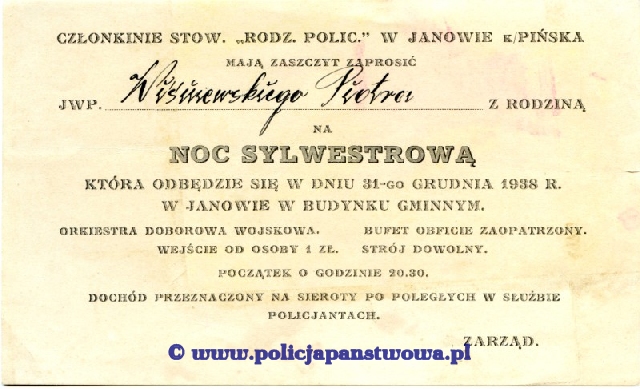 CZŁONKINIE STOW. „RODZ. POLIC.” W JANOWIE K/PIŃSKA
MAJĄ ZASZCZYT ZAPROSIĆ
JWP. Wiśniewskiego Piotra Z RODZINĄ
NA
NOC SYLWESTROWĄ
KTÓRA ODBĘDZIE SIĘ W DNIU 31-GO GRUDNIA 1938 R.
W JANOWIE W BUDYNKU GMINNYM.
ORKIESTRA DOBOROWA WOJSKOWA. BUFET OBFICIE ZAOPATRZONY.
WEJŚCIE OD OSOBY 1 ZŁ. STRÓJ DOWOLNY.
POCZĄTEK O GODZINIE 20.30.
DOCHÓD PRZEZNACZONY NA SIEROTY PO POLEGŁYCH W SŁUŻBIE
POLICJANTACH.
ZARZĄD.
© www.policjapanstwowa.pl